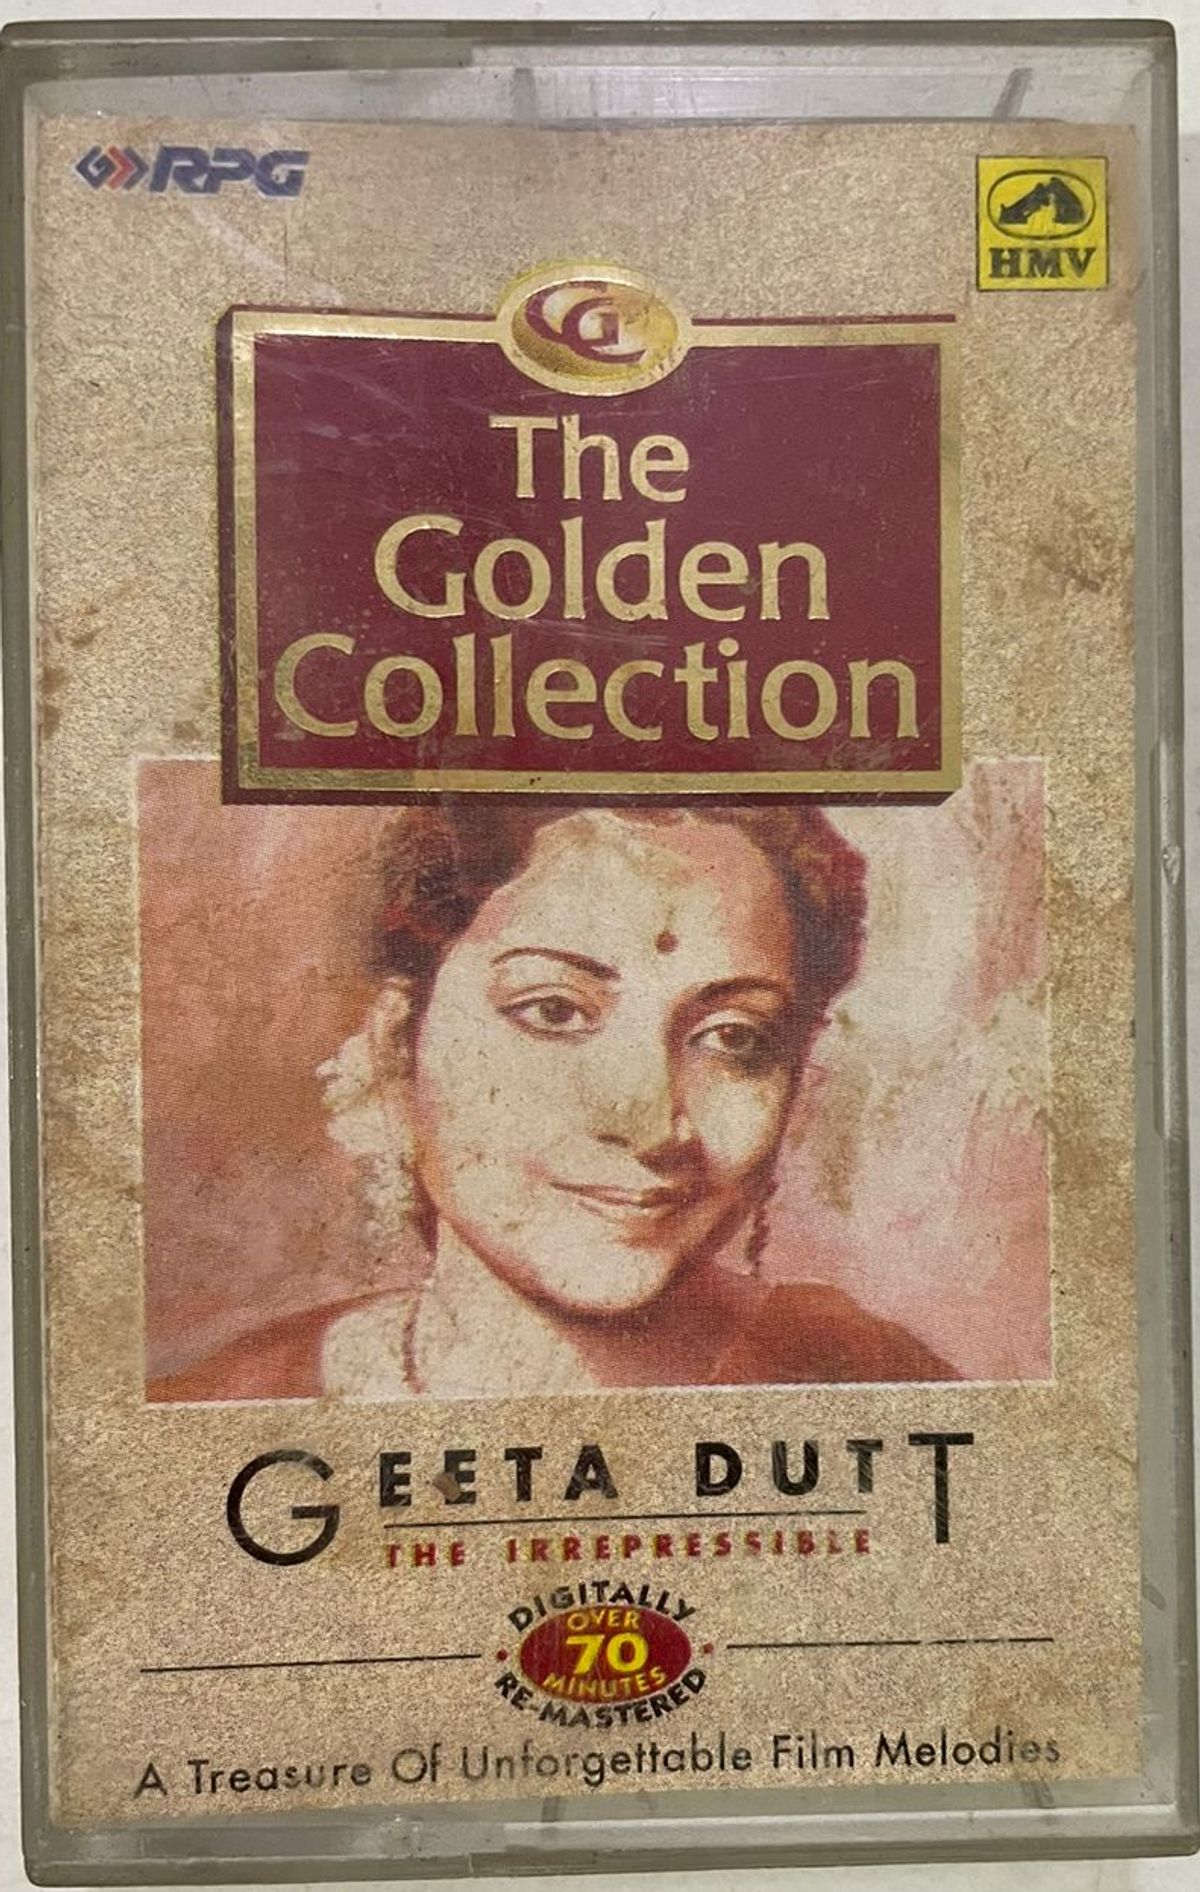 RPG
HMV
GC
The
Golden
Collection
GEETA DUTT
THE IRREPRESSIBLE
DIGITALLY
OVER
70
MINUTES
RE-MASTERED
A Treasure Of Unforgettable Film Melodies